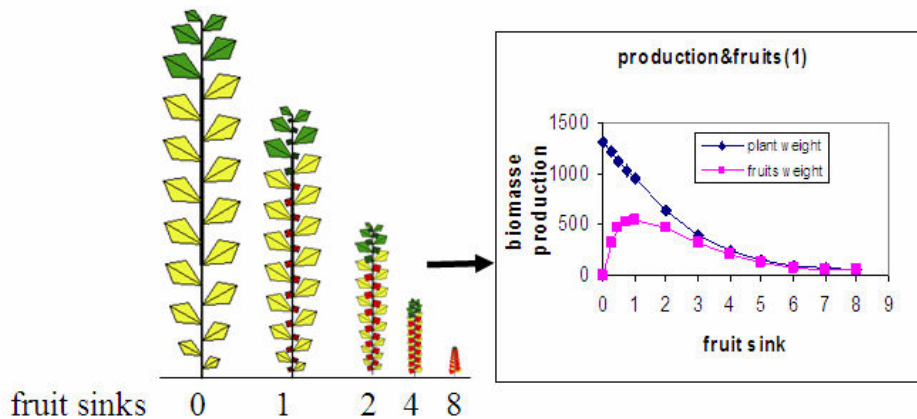 production&fruits(1)
biomasse
production
1500
1000
500
0
plant weight
fruits weight
0 1 2 3 4 5 6 7 8 9
fruit sink
fruit sinks 0 1 2 4 8